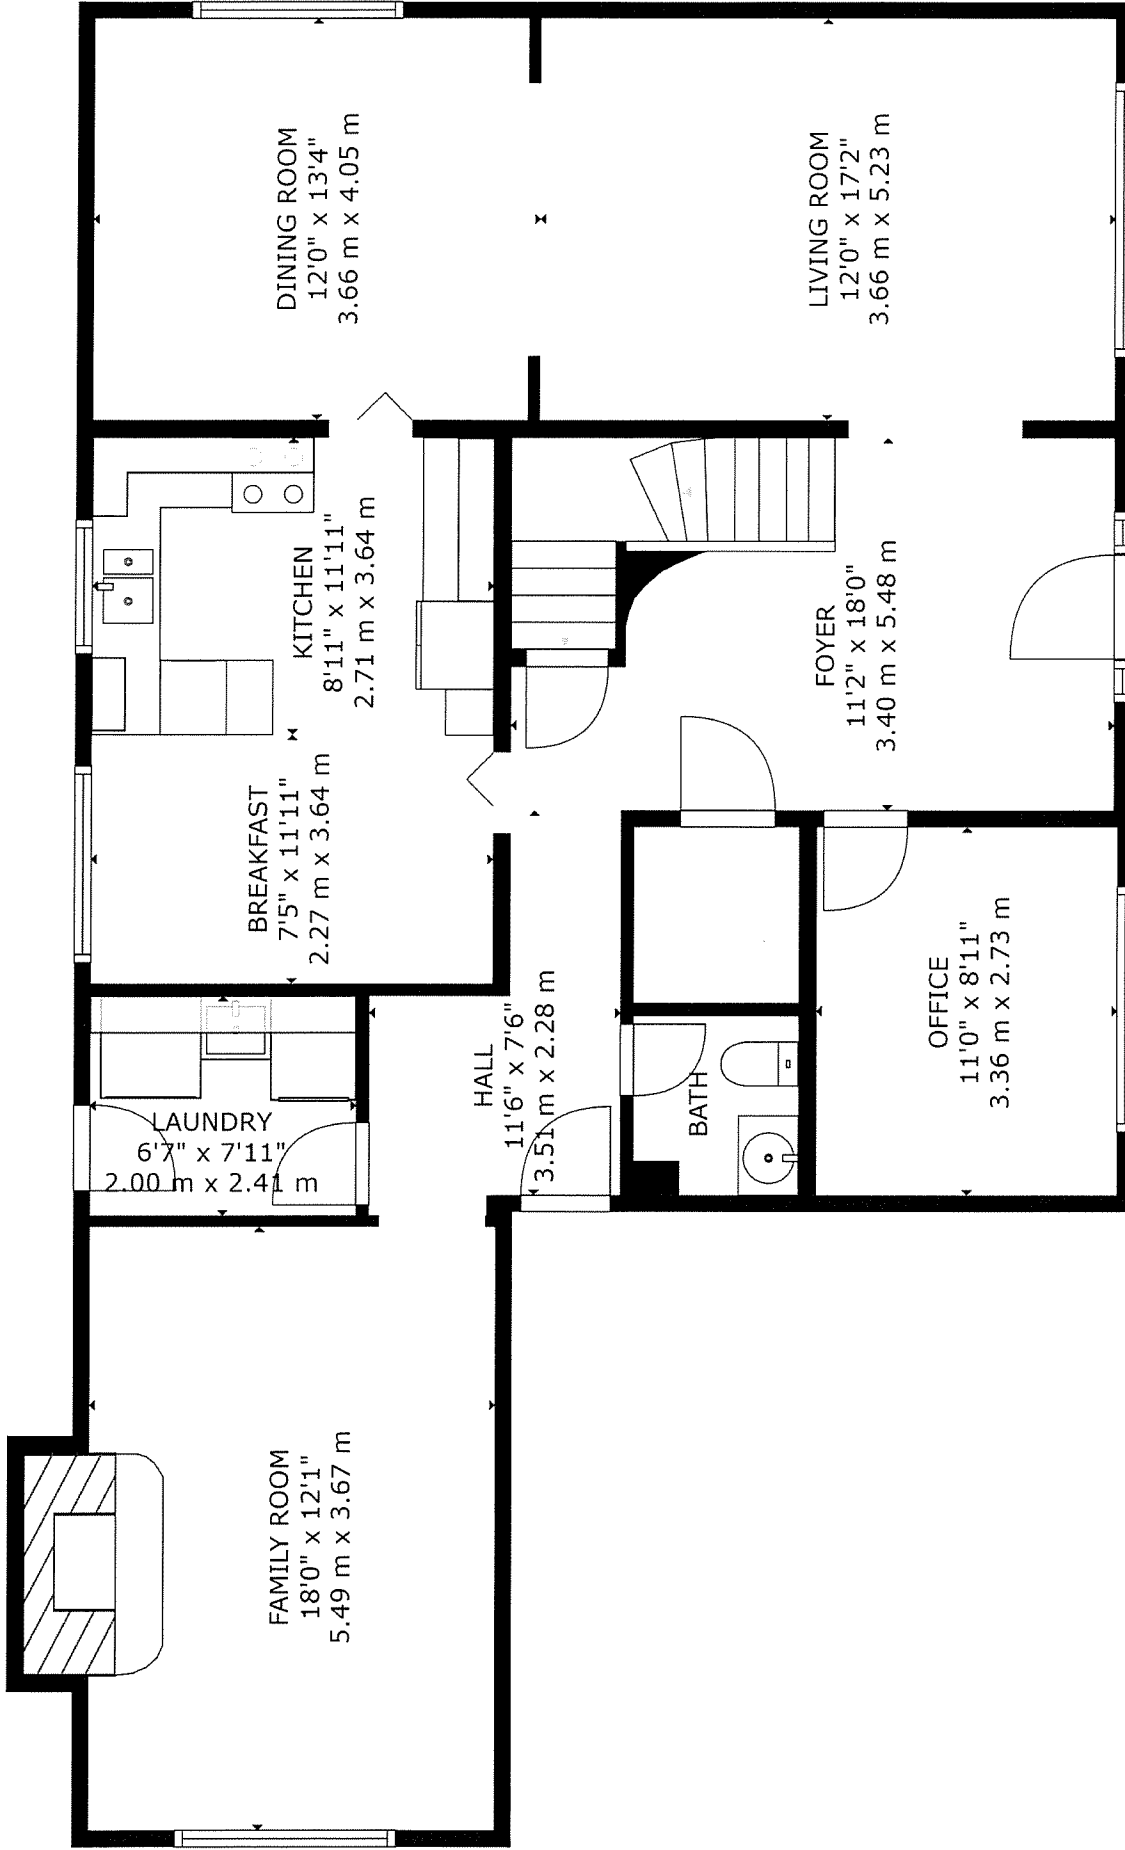 FAMILY ROOM
18'0" x 12'1"
5.49 m x 3.67 m
LAUNDRY
6'7" x 7'11"
2.00 m x 2.41 m
BREAKFAST
7'5" x 11'11"
2.27 m x 3.64 m
KITCHEN
8'11" x 11'11"
2.71 m x 3.64 m
DINING ROOM
12'0" x 13'4"
3.66 m x 4.05 m
HALL
11'6" x 7'6"
3.51 m x 2.28 m
BATH
OFFICE
11'0" x 8'11"
3.36 m x 2.73 m
FOYER
11'2" x 18'0"
3.40 m x 5.48 m
LIVING ROOM
12'0" x 17'2"
3.66 m x 5.23 m